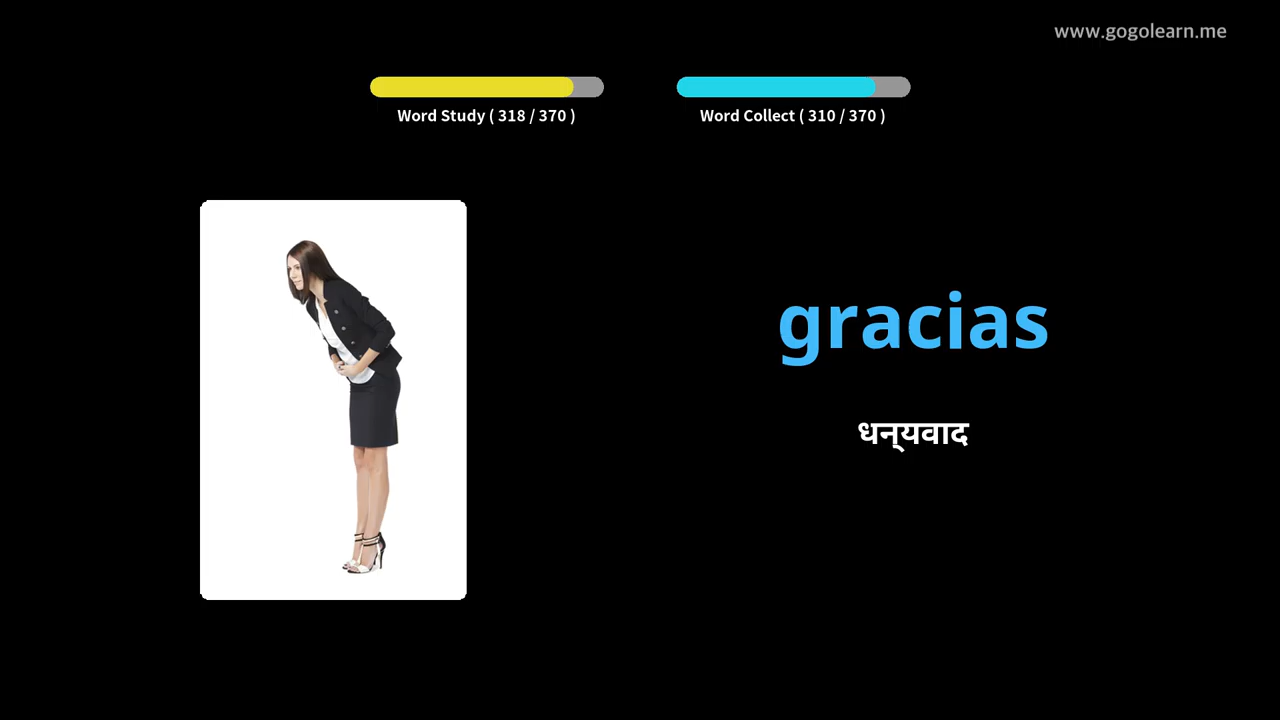 www.gogolearn.me
Word Study ( 318 / 370 )
Word Collect ( 310 / 370 )
gracias
धन्यवाद